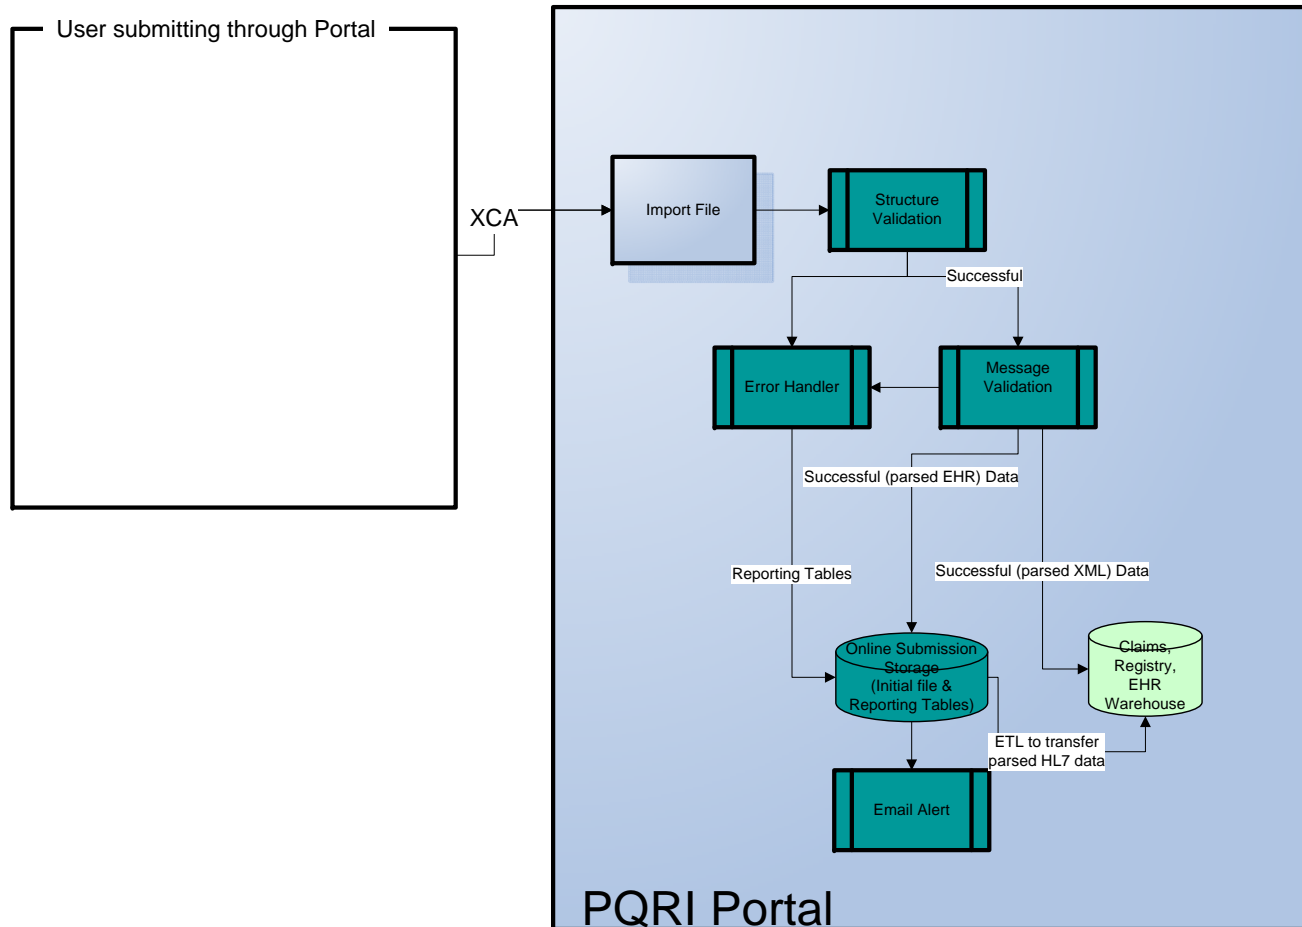 User submitting through Portal
XCA
Import File
Structure
Validation
Successful
Error Handler
Message
Validation
Successful (parsed EHR) Data
Reporting Tables
Successful (parsed XML) Data
Online Submission
Storage
(Initial file &
Reporting Tables)
Claims,
Registry,
EHR
Warehouse
ETL to transfer
parsed HL7 data
Email Alert
PQRI Portal